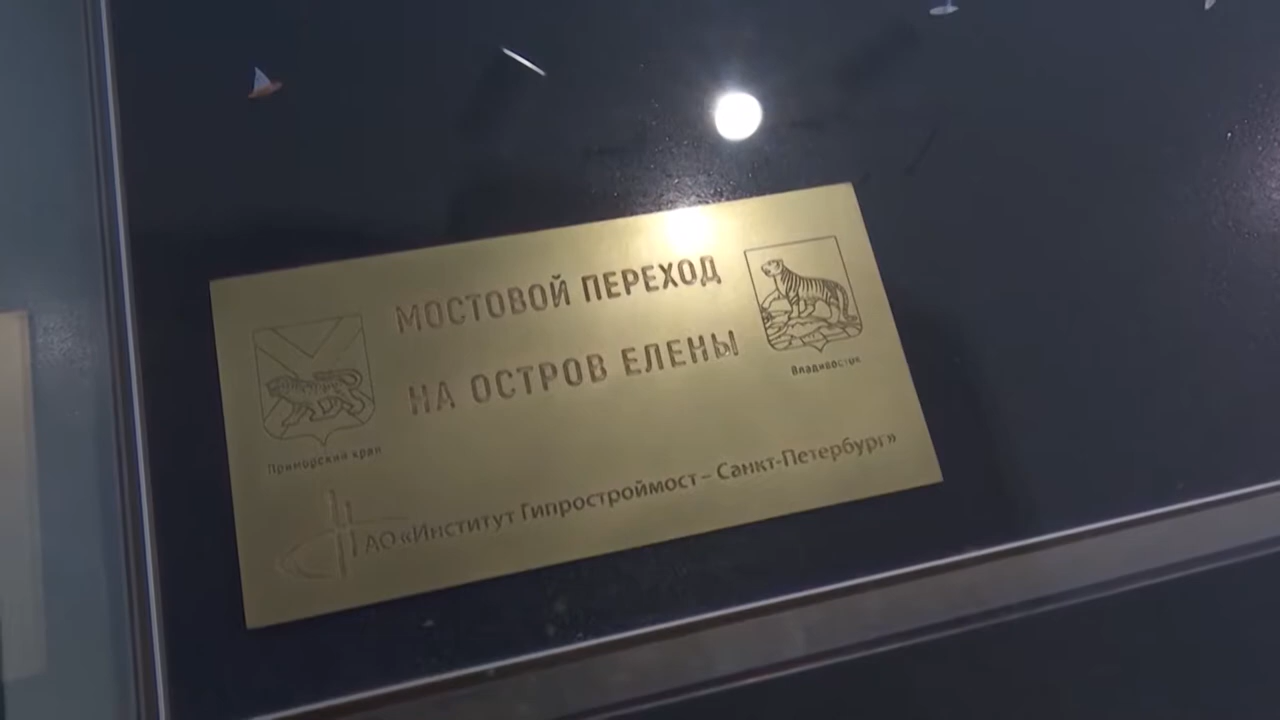 МОСТОВОЙ ПЕРЕХОД
НА ОСТРОВ ЕЛЕНЫ
Приморский край
Владивосток
АО «Институт Гипростроймост – Санкт-Петербург»